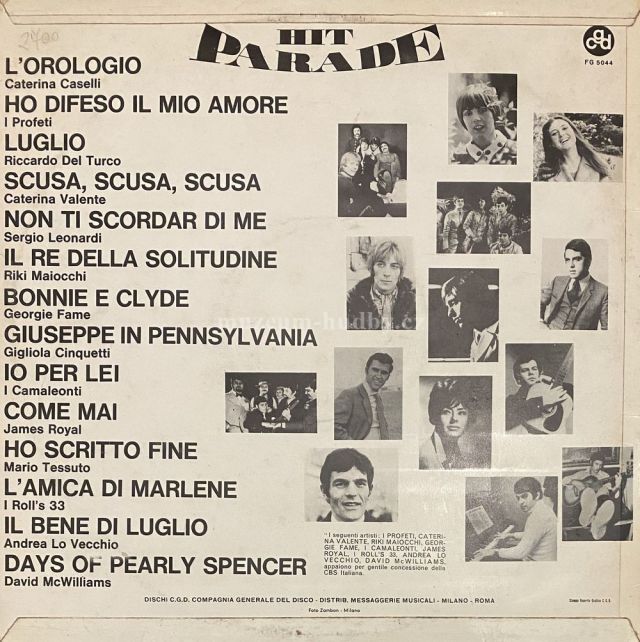 2700
HIT
PARADE
cgd
FG 5044
L'OROLOGIO
Caterina Caselli
HO DIFESO IL MIO AMORE
I Profeti
LUGLIO
Riccardo Del Turco
SCUSA, SCUSA, SCUSA
Caterina Valente
NON TI SCORDAR DI ME
Sergio Leonardi
IL RE DELLA SOLITUDINE
Riki Maiocchi
BONNIE E CLYDE
Georgie Fame
GIUSEPPE IN PENNSYLVANIA
Gigliola Cinquetti
IO PER LEI
I Camaleonti
COME MAI
James Royal
HO SCRITTO FINE
Mario Tessuto
L'AMICA DI MARLENE
I Roll's 33
IL BENE DI LUGLIO
Andrea Lo Vecchio
DAYS OF PEARLY SPENCER
David McWilliams
muzeum-hudby.cz
" I seguenti artisti: I PROFETI, CATERI-
NA VALENTE, RIKI MAIOCCHI, GEOR-
GIE FAME, I CAMALEONTI, JAMES
ROYAL, I ROLL'S 33, ANDREA LO
VECCHIO, DAVID McWILLIAMS,
appaiono per gentile concessione della
CBS Italiana.
DISCHI C.G.D. COMPAGNIA GENERALE DEL DISCO - DISTRIB. MESSAGGERIE MUSICALI - MILANO - ROMA
Foto Zambon - Milano